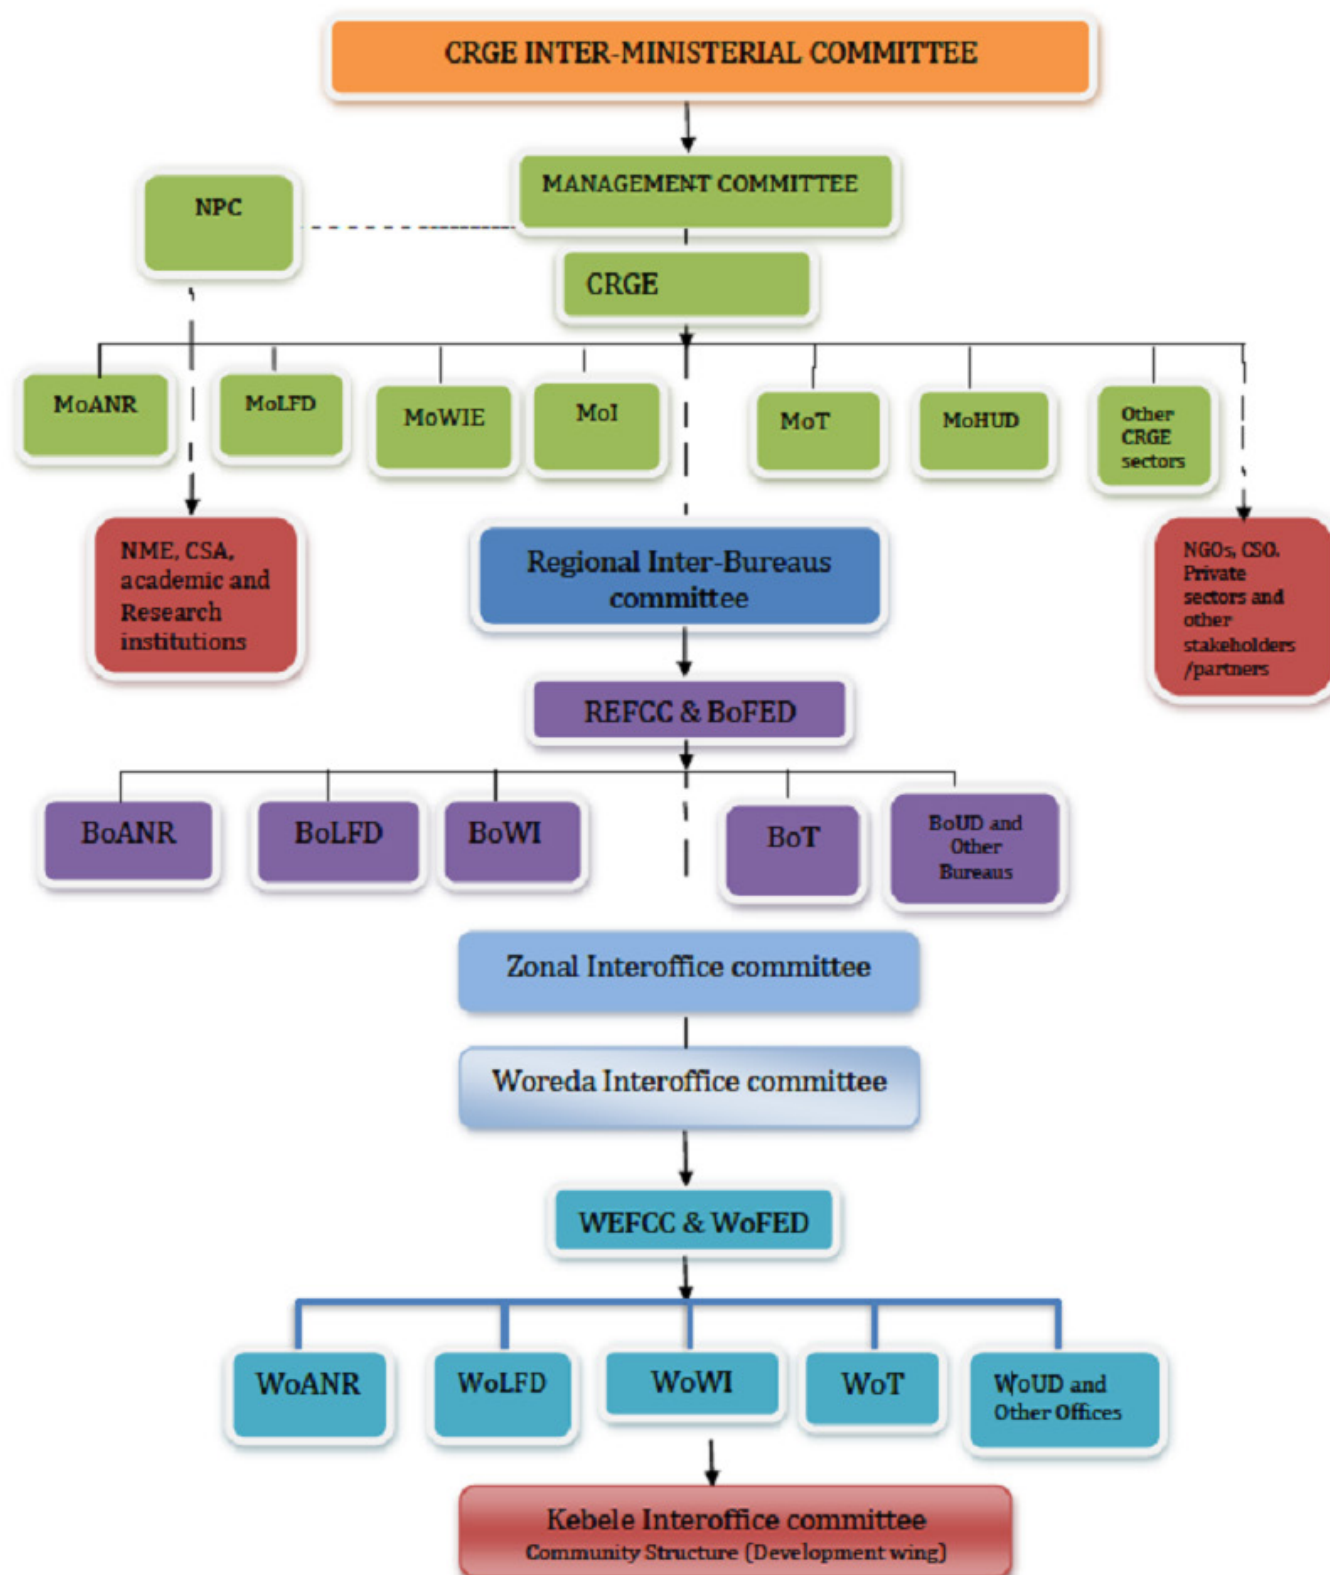 CRGE INTER-MINISTERIAL COMMITTEE
MANAGEMENT COMMITTEE
NPC
CRGE
MoANR
MoLFD
MoWIE
MoI
MoT
MoHUD
Other
CRGE
sectors
NME, CSA,
academic and
Research
institutions
Regional Inter-Bureaus
committee
NGOs, CSO,
Private
sectors and
other
stakeholders
/partners
REFCC & BoFED
BoANR
BoLFD
BoWI
BoT
BoUD and
Other
Bureaus
Zonal Interoffice committee
Woreda Interoffice committee
WEFCC & WoFED
WoANR
WoLFD
WoWI
WoT
WoUD and
Other Offices
Kebele Interoffice committee
Community Structure (Development wing)